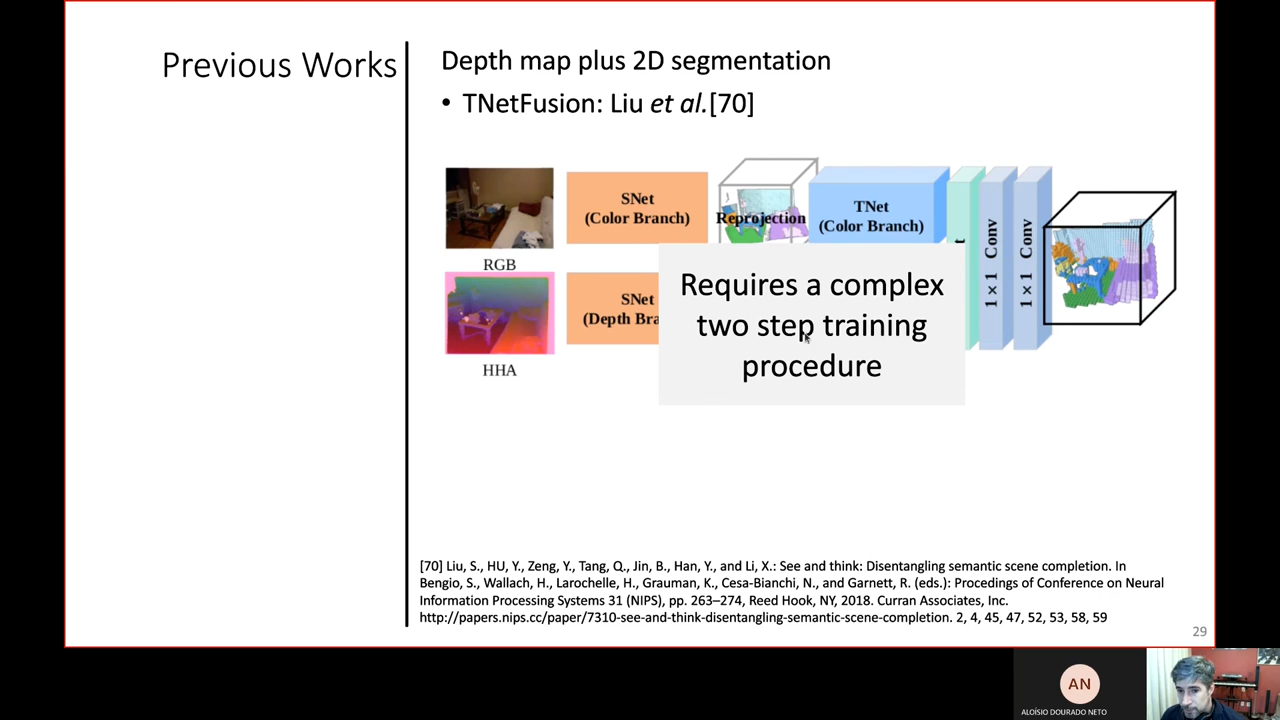 Previous Works
Depth map plus 2D segmentation
• TNetFusion: Liu et al.[70]
SNet
(Color Branch)
Reprojection
TNet
(Color Branch)
RGB
SNet
(Depth Bra
HHA
t
1×1 Conv
1×1 Conv
Requires a complex
two step training
procedure
[70] Liu, S., HU, Y., Zeng, Y., Tang, Q., Jin, B., Han, Y., and Li, X.: See and think: Disentangling semantic scene completion. In
Bengio, S., Wallach, H., Larochelle, H., Grauman, K., Cesa-Bianchi, N., and Garnett, R. (eds.): Procedings of Conference on Neural
Information Processing Systems 31 (NIPS), pp. 263–274, Reed Hook, NY, 2018. Curran Associates, Inc.
http://papers.nips.cc/paper/7310-see-and-think-disentangling-semantic-scene-completion. 2, 4, 45, 47, 52, 53, 58, 59
29
AN
ALOÍSIO DOURADO NETO